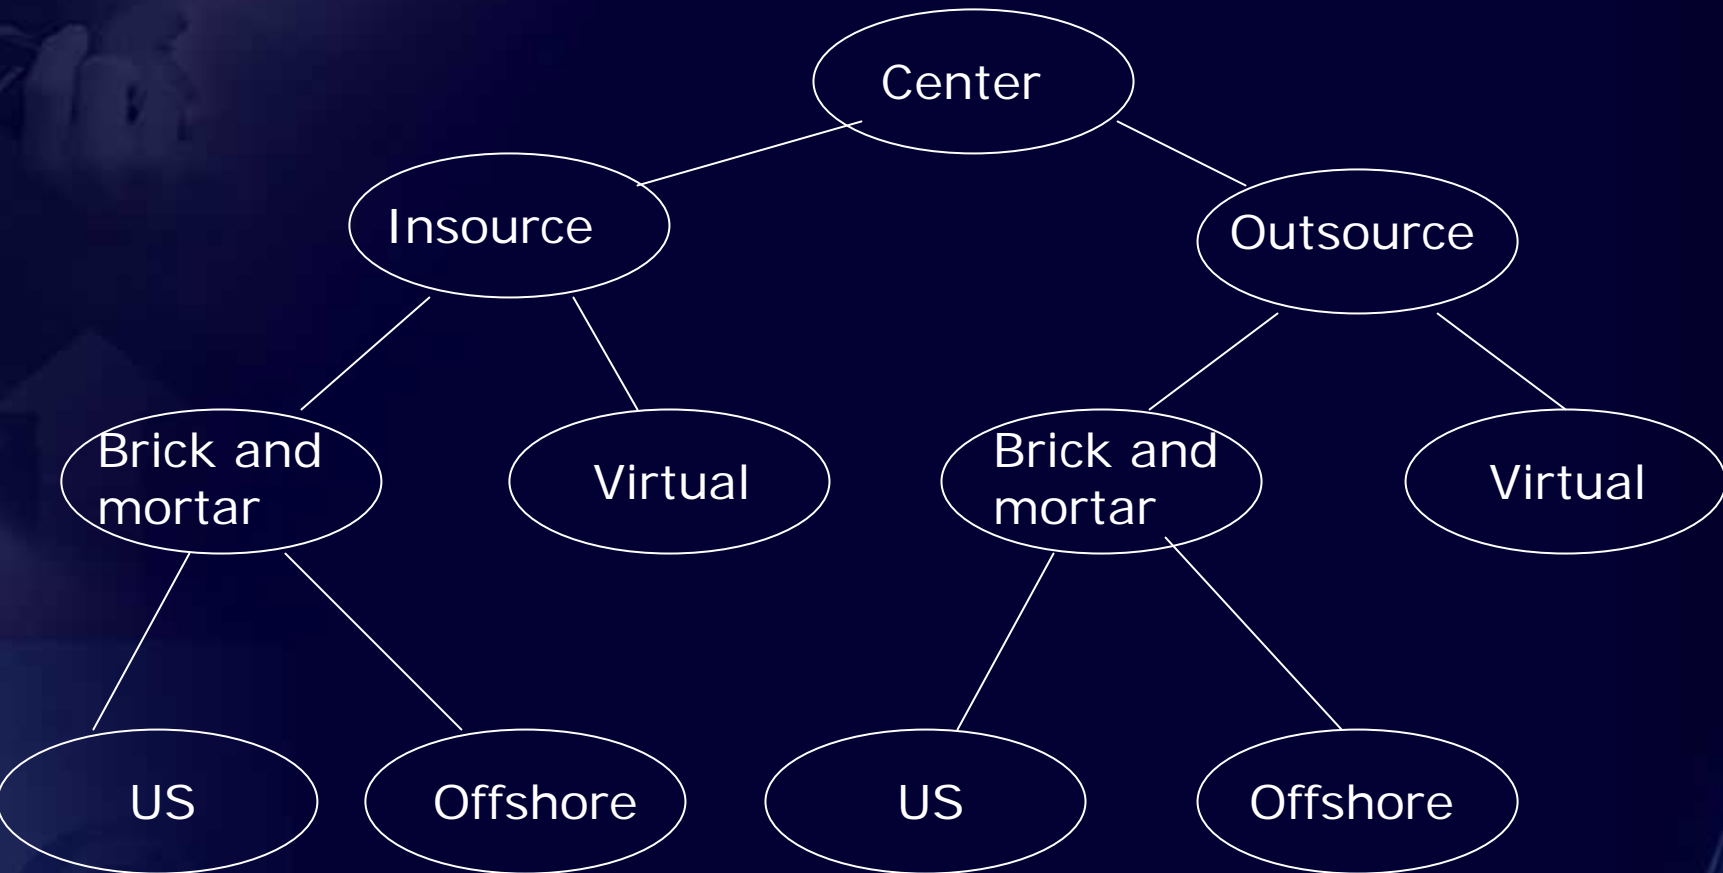 Center
Insource
Outsource
Brick and
mortar
Virtual
Brick and
mortar
Virtual
US
Offshore
US
Offshore